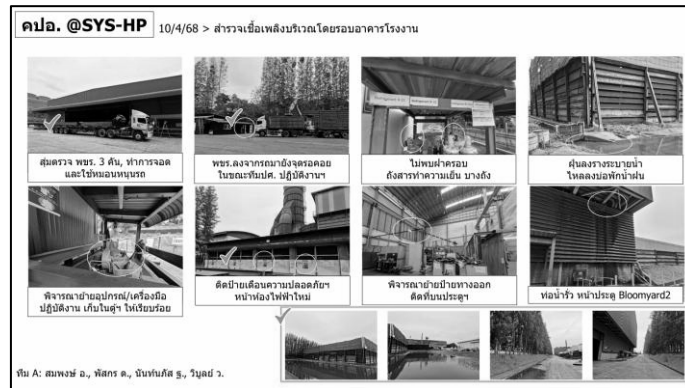 คปอ. @SYS-HP 10/4/68 > สำรวจเชื้อเพลิงบริเวณโดยรอบอาคารโรงงาน
สุ่มตรวจ พขร. 3 คัน, ทำการจอด
และใช้หมอนหนุนรถ
พขร.ลงจากรถมายังจุดรอคอย
ในขณะทีมปศ. ปฏิบัติงานฯ
ไม่พบฝาครอบ
ถังสารทำความเย็น บางถัง
ฝุ่นลงรางระบายน้ำ
ไหลลงบ่อพักน้ำฝน
พิจารณาย้ายอุปกรณ์/เครื่องมือ
ปฏิบัติงาน เก็บในตู้ฯ ให้เรียบร้อย
ติดป้ายเตือนความปลอดภัยฯ
หน้าห้องไฟฟ้าใหม่
พิจารณาย้ายป้ายทางออก
ติดที่บนประตูฯ
ท่อน้ำรั่ว หน้าประตู Bloomyard2
ทีม A: สมพงษ์ อ., พัสกร ด., นันท์นภัส ฐ., วิบูลย์ ว.